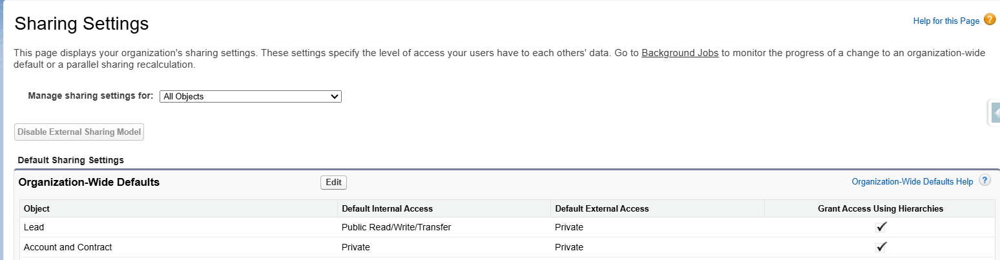 Sharing Settings
Help for this Page ?
This page displays your organization's sharing settings. These settings specify the level of access your users have to each others' data. Go to Background Jobs to monitor the progress of a change to an organization-wide
default or a parallel sharing recalculation.
Manage sharing settings for: All Objects
Disable External Sharing Model
Default Sharing Settings
Organization-Wide Defaults Edit Organization-Wide Defaults Help ?
Object Default Internal Access Default External Access Grant Access Using Hierarchies
Lead Public Read/Write/Transfer Private ✓
Account and Contract Private Private ✓